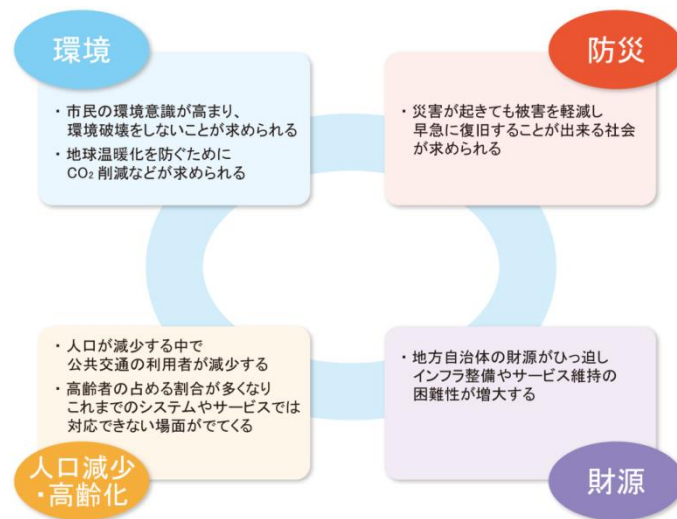 環境
・市民の環境意識が高まり、
環境破壊をしないことが求められる
・地球温暖化を防ぐために
CO₂削減などが求められる
防災
・災害が起きても被害を軽減し
早急に復旧することが出来る社会
が求められる
・人口が減少する中で
公共交通の利用者が減少する
・高齢者の占める割合が多くなり
これまでのシステムやサービスでは
対応できない場面がでてくる
人口減少
・高齢化
・地方自治体の財源がひっ迫し
インフラ整備やサービス維持の
困難性が増大する
財源